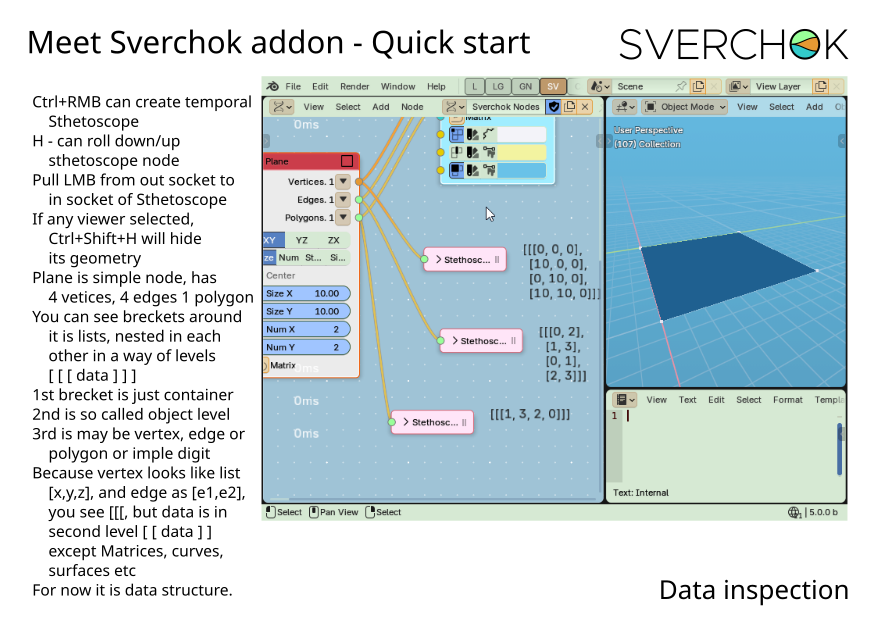 Meet Sverchok addon - Quick start
SVERCHOK
Ctrl+RMB can create temporal
Sthetoscope
H - can roll down/up
sthetoscope node
Pull LMB from out socket to
in socket of Sthetoscope
If any viewer selected,
Ctrl+Shift+H will hide
its geometry
Plane is simple node, has
4 vetices, 4 edges 1 polygon
You can see breckets around
it is lists, nested in each
other in a way of levels
[ [ [ data ] ] ]
1st brecket is just container
2nd is so called object level
3rd is may be vertex, edge or
polygon or imple digit
Because vertex looks like list
[x,y,z], and edge as [e1,e2],
you see [[[, but data is in
second level [ [ data ] ]
except Matrices, curves,
surfaces etc
For now it is data structure.
File Edit Render Window Help L LG GN SV C Scene View Layer
View Select Add Node Sverchok Nodes
0ms
Matrix
Plane
Vertices. 1
Edges. 1
Polygons. 1
XY YZ ZX
ze Num St... Si...
Center
Size X 10.00
Size Y 10.00
Num X 2
Num Y 2
Matrix
0ms
0ms
0ms
Stethosc...
[[[0, 0, 0],
[10, 0, 0],
[0, 10, 0],
[10, 10, 0]]]
Stethosc...
[[[0, 2],
[1, 3],
[0, 1],
[2, 3]]]
Stethosc...
[[[1, 3, 2, 0]]]
Object Mode View Select Add
User Perspective
(107) Collection
View Text Edit Select Format Templa
1
Text: Internal
Select Pan View Select
1 | 5.0.0 b
Data inspection